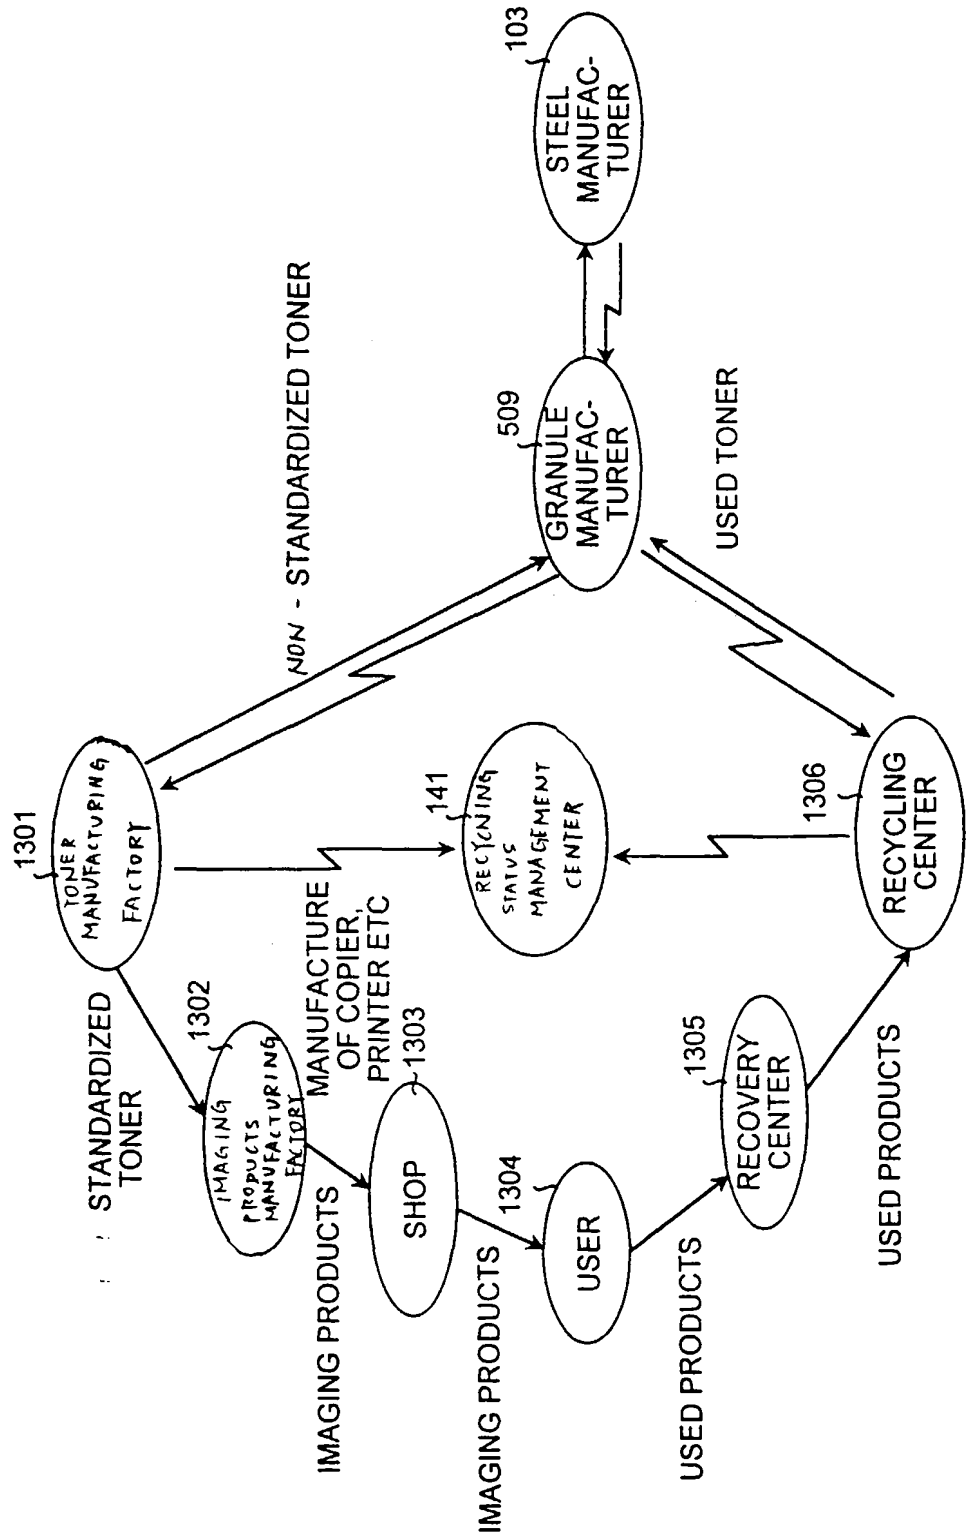 1301
TONER
MANUFACTURING
FACTORY
STANDARDIZED
TONER
1302
IMAGING
PRODUCTS
MANUFACTURING
FACTORY
MANUFACTURE
OF COPIER,
PRINTER ETC
IMAGING PRODUCTS
1303
SHOP
IMAGING PRODUCTS
1304
USER
USED PRODUCTS
1305
RECOVERY
CENTER
USED PRODUCTS
1306
RECYCLING
CENTER
141
STATUS
MANAGEMENT
CENTER
NON - STANDARDIZED TONER
USED TONER
509
GRANULE
MANUFAC-
TURER
103
STEEL
MANUFAC-
TURER